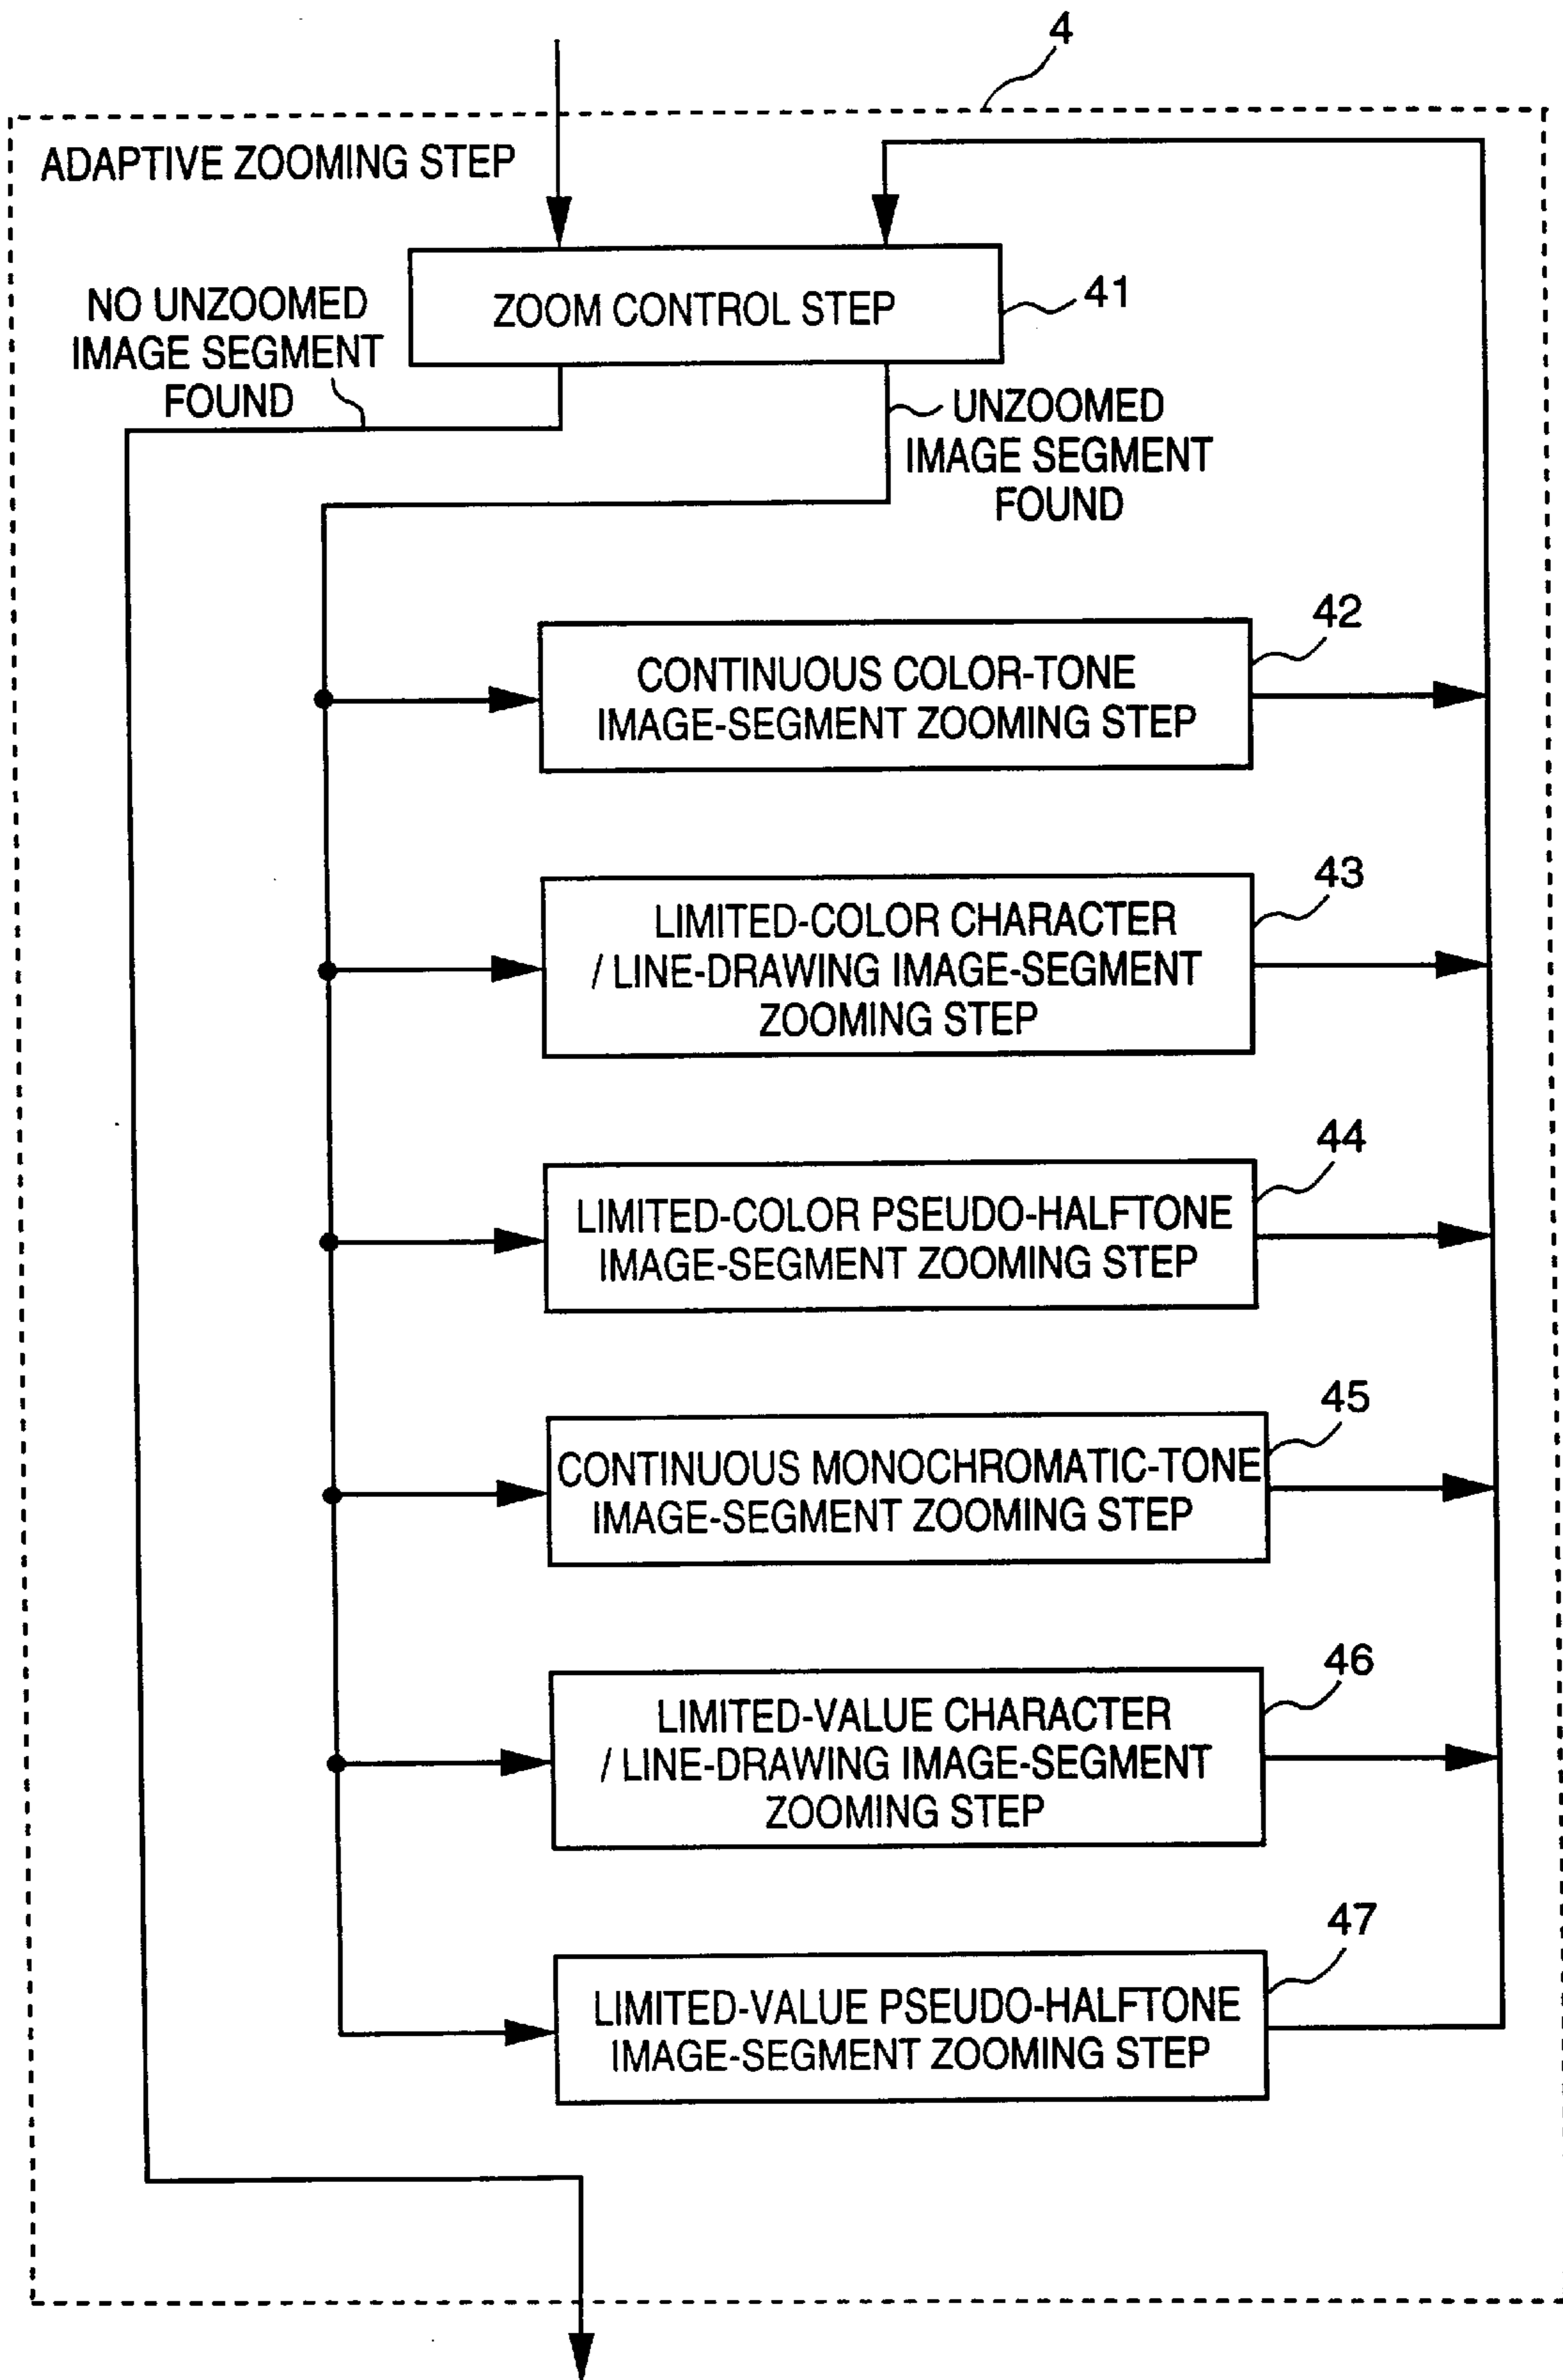 4
ADAPTIVE ZOOMING STEP
ZOOM CONTROL STEP
41
NO UNZOOMED
IMAGE SEGMENT
FOUND
UNZOOMED
IMAGE SEGMENT
FOUND
42
CONTINUOUS COLOR-TONE
IMAGE-SEGMENT ZOOMING STEP
43
LIMITED-COLOR CHARACTER
/ LINE-DRAWING IMAGE-SEGMENT
ZOOMING STEP
44
LIMITED-COLOR PSEUDO-HALFTONE
IMAGE-SEGMENT ZOOMING STEP
45
CONTINUOUS MONOCHROMATIC-TONE
IMAGE-SEGMENT ZOOMING STEP
46
LIMITED-VALUE CHARACTER
/ LINE-DRAWING IMAGE-SEGMENT
ZOOMING STEP
47
LIMITED-VALUE PSEUDO-HALFTONE
IMAGE-SEGMENT ZOOMING STEP